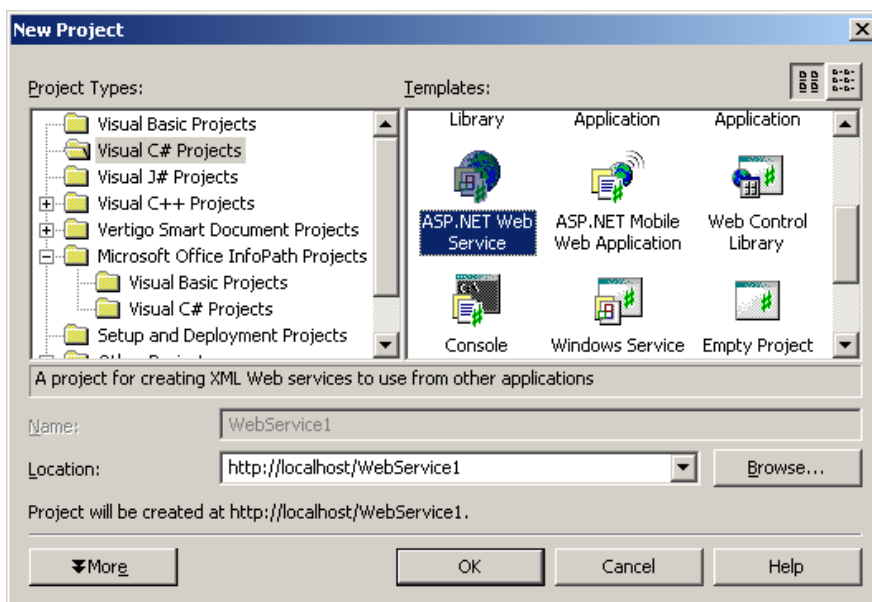 New Project
Project Types:
Templates:
Visual Basic Projects
Visual C# Projects
Visual J# Projects
Visual C++ Projects
Vertigo Smart Document Projects
Microsoft Office InfoPath Projects
Visual Basic Projects
Visual C# Projects
Setup and Deployment Projects
Library
Application
Application
ASP.NET Web Service
ASP.NET Mobile Web Application
Web Control Library
Console
Windows Service
Empty Project
A project for creating XML Web services to use from other applications
Name:
WebService1
Location:
http://localhost/WebService1
Browse...
Project will be created at http://localhost/WebService1.
More
OK
Cancel
Help